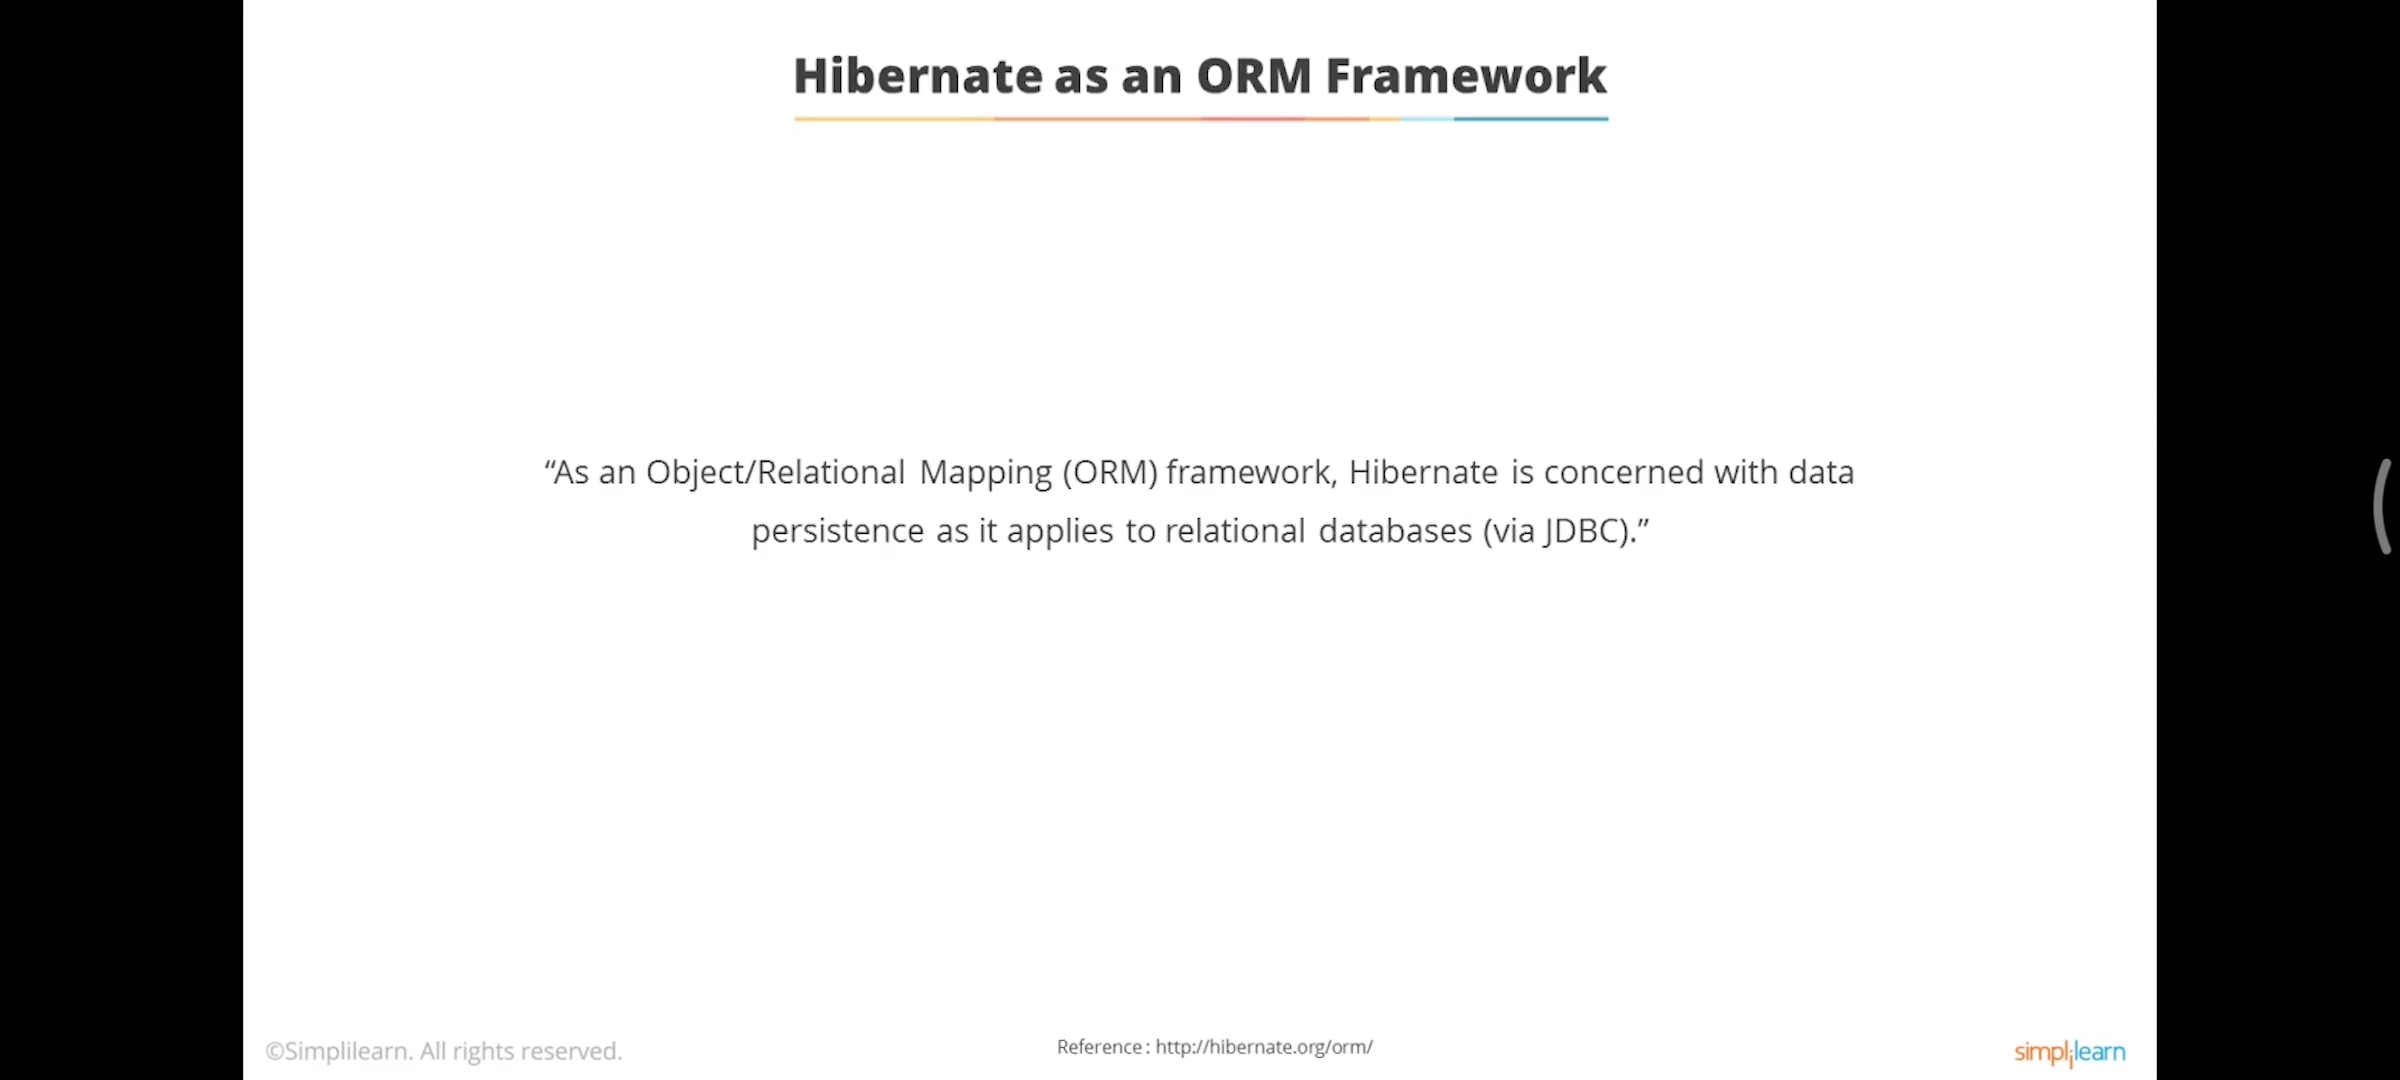 Hibernate as an ORM Framework
“As an Object/Relational Mapping (ORM) framework, Hibernate is concerned with data
persistence as it applies to relational databases (via JDBC).”
©Simplilearn. All rights reserved.
Reference : http://hibernate.org/orm/
simplilearn